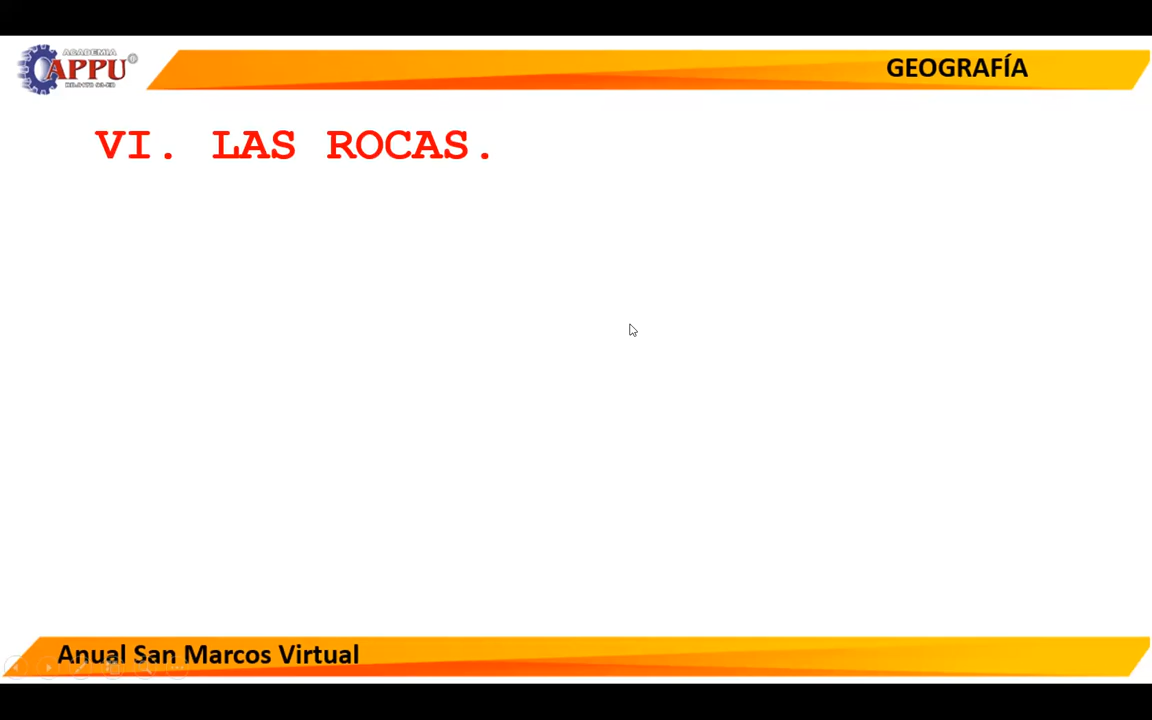 ACADEMIA
APPU
GEOGRAFÍA
VI. LAS ROCAS.
Anual San Marcos Virtual